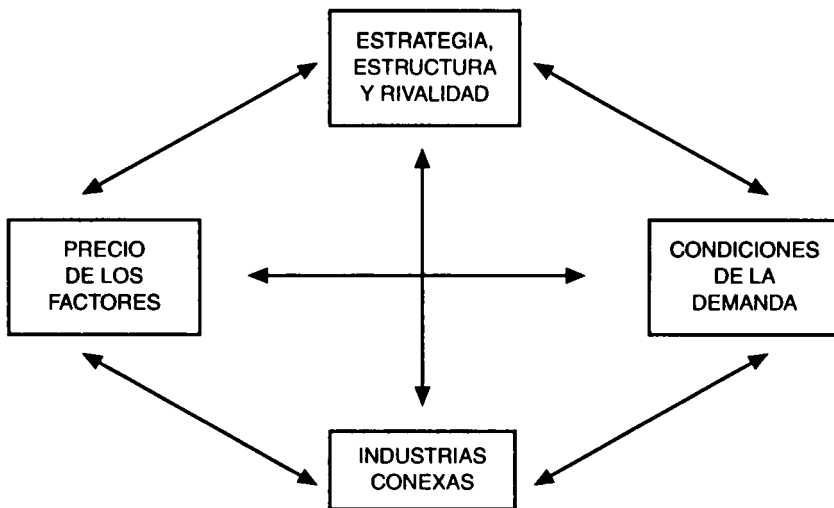 ESTRATEGIA,
ESTRUCTURA
Y RIVALIDAD
PRECIO
DE LOS
FACTORES
CONDICIONES
DE LA
DEMANDA
INDUSTRIAS
CONEXAS